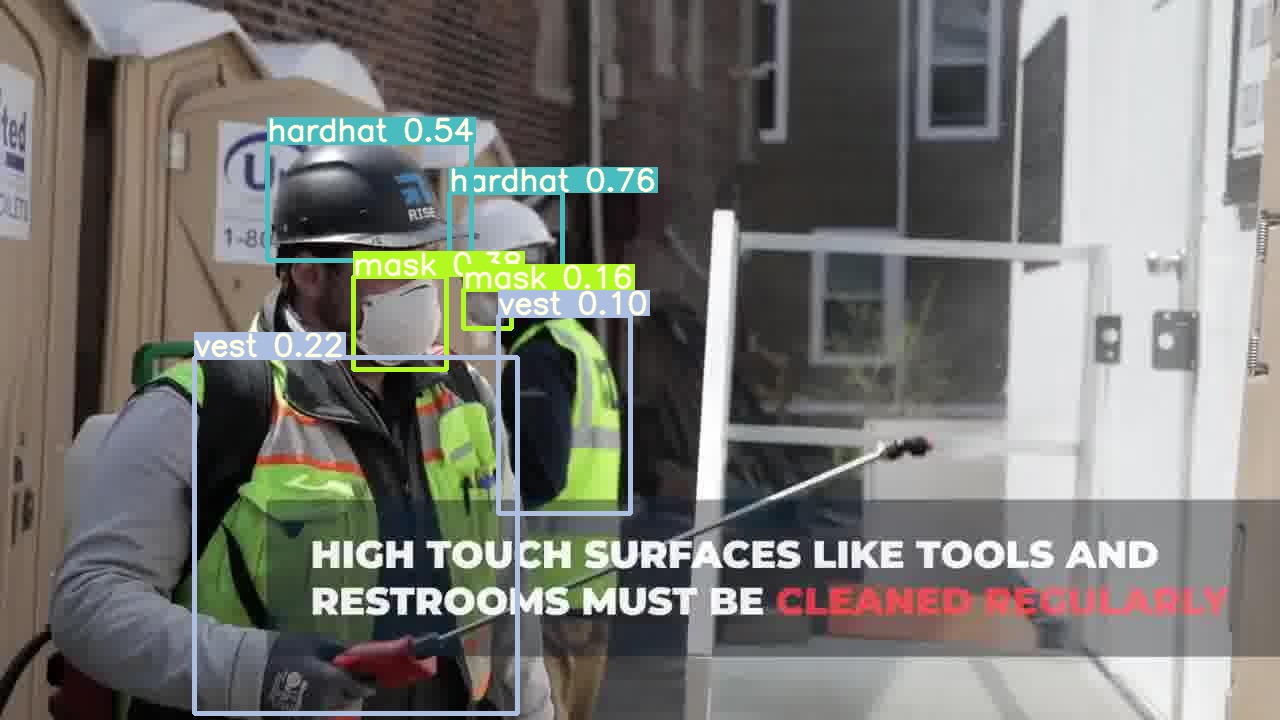 hardhat 0.54
hardhat 0.76
mask 0.38
mask 0.16
vest 0.10
vest 0.22
RISE
1-80
HIGH TOUCH SURFACES LIKE TOOLS AND
RESTROOMS MUST BE CLEANED REGULARLY